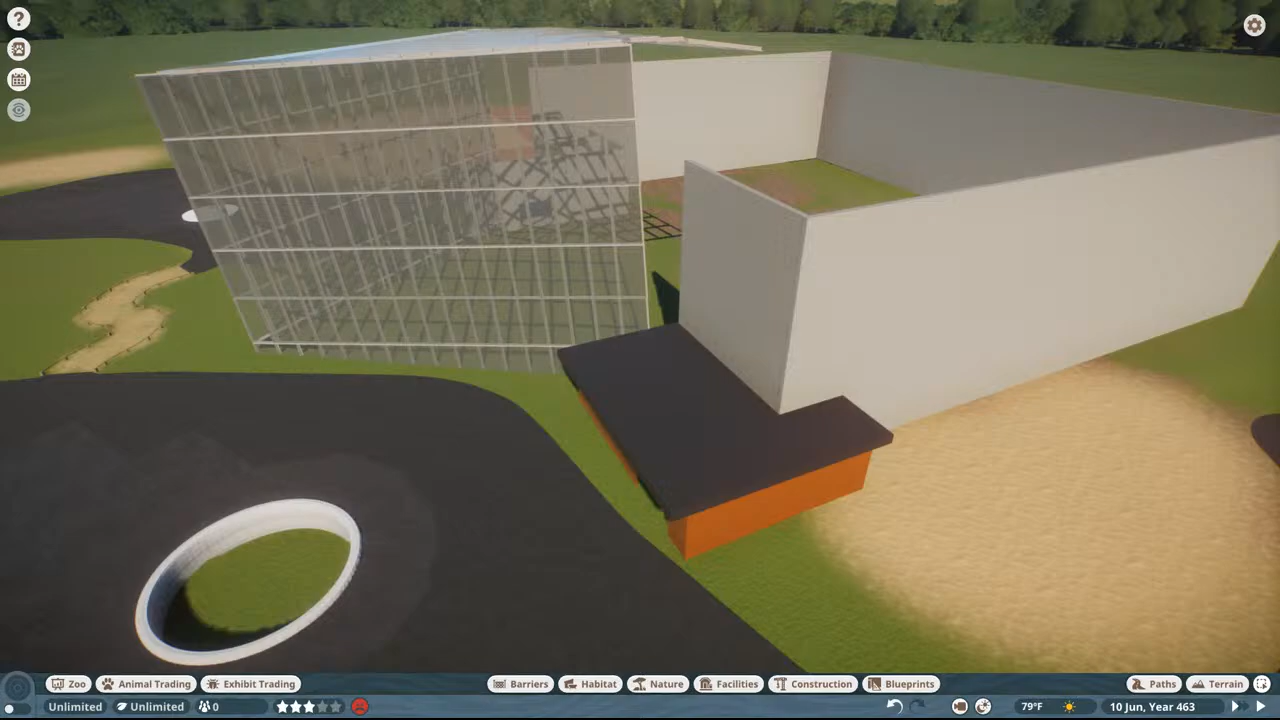 ?
Zoo
Animal Trading
Exhibit Trading
Barriers
Habitat
Nature
Facilities
Construction
Blueprints
Paths
Terrain
Unlimited
Unlimited
0
79°F
10 Jun, Year 463